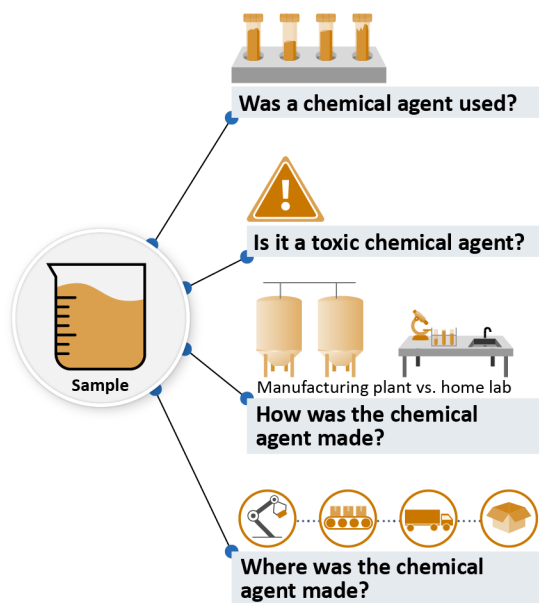 Was a chemical agent used?
Is it a toxic chemical agent?
Sample
Manufacturing plant vs. home lab
How was the chemical
agent made?
Where was the chemical
agent made?